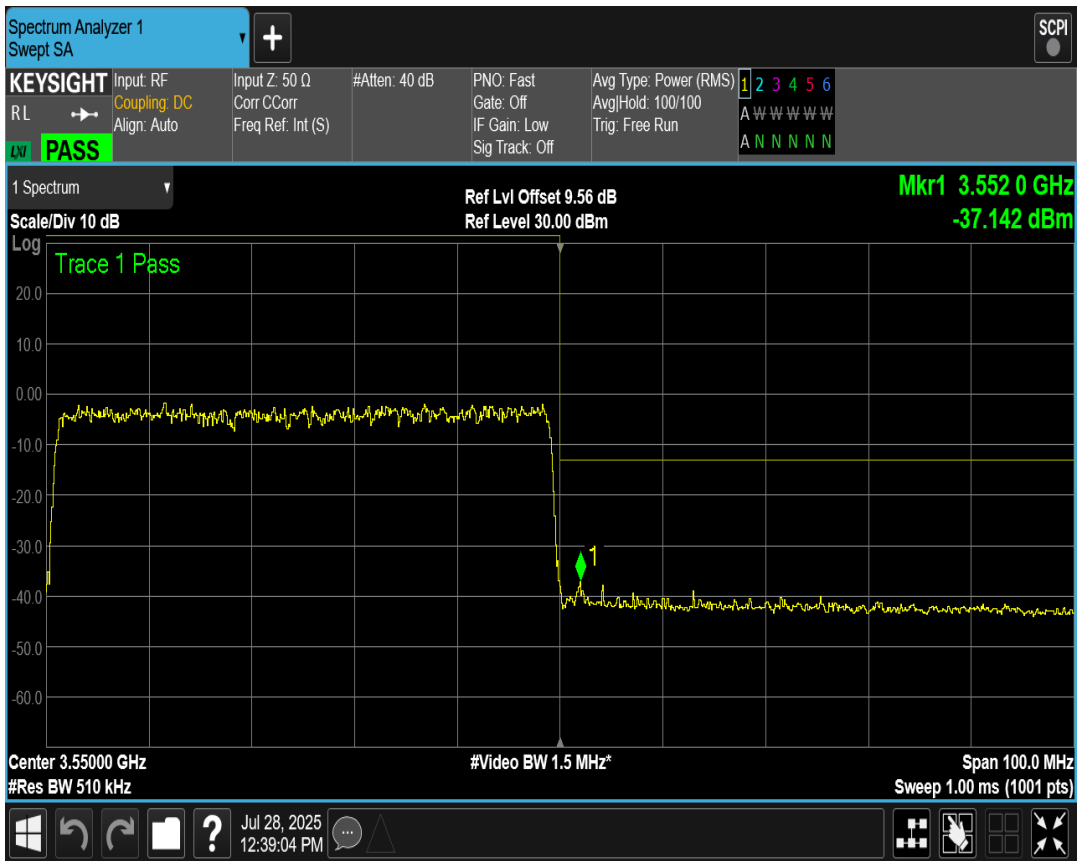 Spectrum Analyzer 1
Swept SA
+
SCPI
KEYSIGHT
R L
LXI PASS
Input: RF
Coupling: DC
Align: Auto
Input Z: 50 Ω
Corr CCorr
Freq Ref: Int (S)
#Atten: 40 dB
PNO: Fast
Gate: Off
IF Gain: Low
Sig Track: Off
Avg Type: Power (RMS)
Avg|Hold: 100/100
Trig: Free Run
1 2 3 4 5 6
A W W W W W
A N N N N N
1 Spectrum
Scale/Div 10 dB
Ref Lvl Offset 9.56 dB
Ref Level 30.00 dBm
Mkr1 3.552 0 GHz
-37.142 dBm
Log
Trace 1 Pass
20.0
10.0
0.00
-10.0
-20.0
-30.0
1
-40.0
-50.0
-60.0
Center 3.55000 GHz
#Video BW 1.5 MHz*
Span 100.0 MHz
#Res BW 510 kHz
Sweep 1.00 ms (1001 pts)
?
Jul 28, 2025
12:39:04 PM